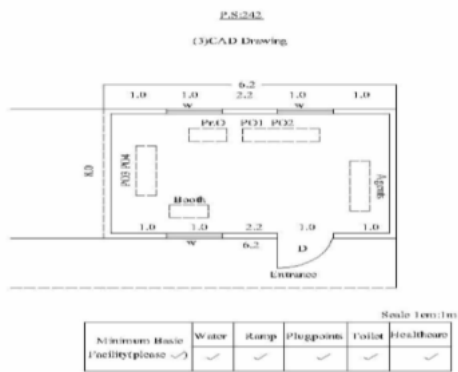 P.S:242
(3)CAD Drawing
6.2
1.0 1.0 2.2 1.0 1.0
w w
Pr.O PO1 PO2
8.0
PO3 PO4
Agents
Booth
1.0 1.0 2.2 1.0 1.0
w 6.2 D
Entrance
Scale 1cm:1m
Minimum Basic Facility(please ✓) Water Ramp Plugpoints Toilet Healthcare
✓ ✓ ✓ ✓ ✓